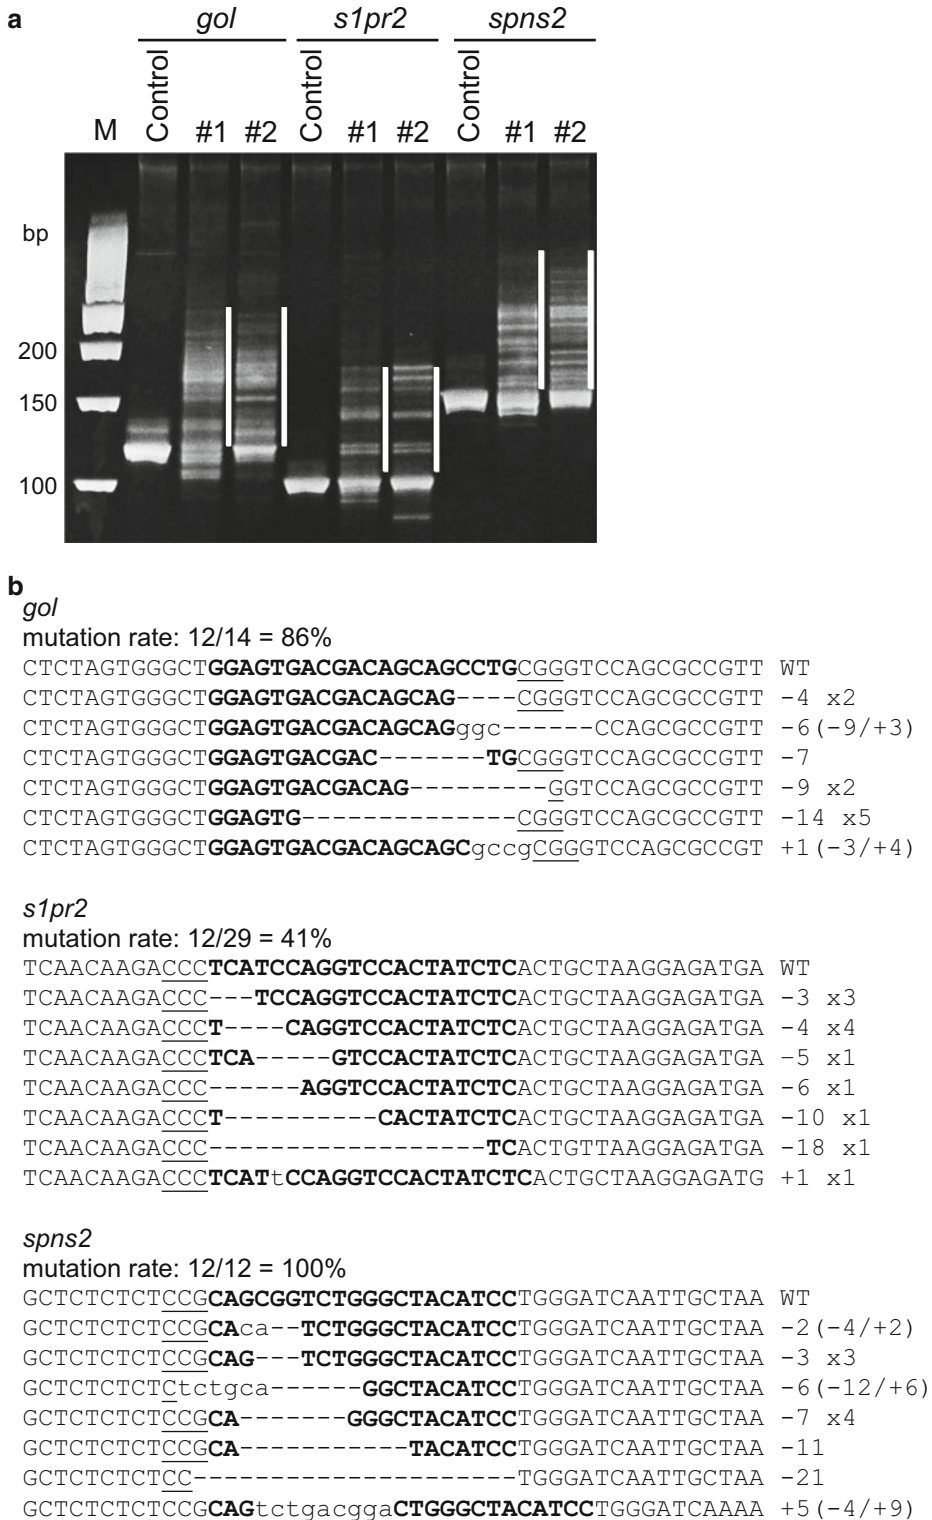 a
gol s1pr2 spns2
M Control #1 #2 Control #1 #2 Control #1 #2
bp
200
150
100
b
gol
mutation rate: 12/14 = 86%
CTCTAGTGGGCTGGAGTGACGACAGCAGCCTGCGGGTCCAGCGCCGTT WT
CTCTAGTGGGCTGGAGTGACGACAGCAG----CGGGTCCAGCGCCGTT -4 x2
CTCTAGTGGGCTGGAGTGACGACAGCAGggc------CCAGCGCCGTT -6(-9/+3)
CTCTAGTGGGCTGGAGTGACGAC-------TGCGGGTCCAGCGCCGTT -7
CTCTAGTGGGCTGGAGTGACGACAG---------GGTCCAGCGCCGTT -9 x2
CTCTAGTGGGCTGGAGTG--------------CGGGTCCAGCGCCGTT -14 x5
CTCTAGTGGGCTGGAGTGACGACAGCAGCgccgCGGGTCCAGCGCCGT +1(-3/+4)
s1pr2
mutation rate: 12/29 = 41%
TCAACAAGACCCTCATCCAGGTCCACTATCTCACTGCTAAGGAGATGA WT
TCAACAAGACCC---TCCAGGTCCACTATCTCACTGCTAAGGAGATGA -3 x3
TCAACAAGACCCT----CAGGTCCACTATCTCACTGCTAAGGAGATGA -4 x4
TCAACAAGACCCTCA-----GTCCACTATCTCACTGCTAAGGAGATGA -5 x1
TCAACAAGACCC------AGGTCCACTATCTCACTGCTAAGGAGATGA -6 x1
TCAACAAGACCCT----------CACTATCTCACTGCTAAGGAGATGA -10 x1
TCAACAAGACCC------------------TCACTGTTAAGGAGATGA -18 x1
TCAACAAGACCCTCATtCCAGGTCCACTATCTCACTGCTAAGGAGATG +1 x1
spns2
mutation rate: 12/12 = 100%
GCTCTCTCTCCGCAGCGGTCTGGGCTACATCCTGGGATCAATTGCTAA WT
GCTCTCTCTCCGCAca--TCTGGGCTACATCCTGGGATCAATTGCTAA -2(-4/+2)
GCTCTCTCTCCGCAG---TCTGGGCTACATCCTGGGATCAATTGCTAA -3 x3
GCTCTCTCTCtctgca------GGCTACATCCTGGGATCAATTGCTAA -6(-12/+6)
GCTCTCTCTCCGCA-------GGGCTACATCCTGGGATCAATTGCTAA -7 x4
GCTCTCTCTCCGCA-----------TACATCCTGGGATCAATTGCTAA -11
GCTCTCTCTCC---------------------TGGGATCAATTGCTAA -21
GCTCTCTCTCCGCAGtctgacggaCTGGGCTACATCCTGGGATCAAAA +5(-4/+9)